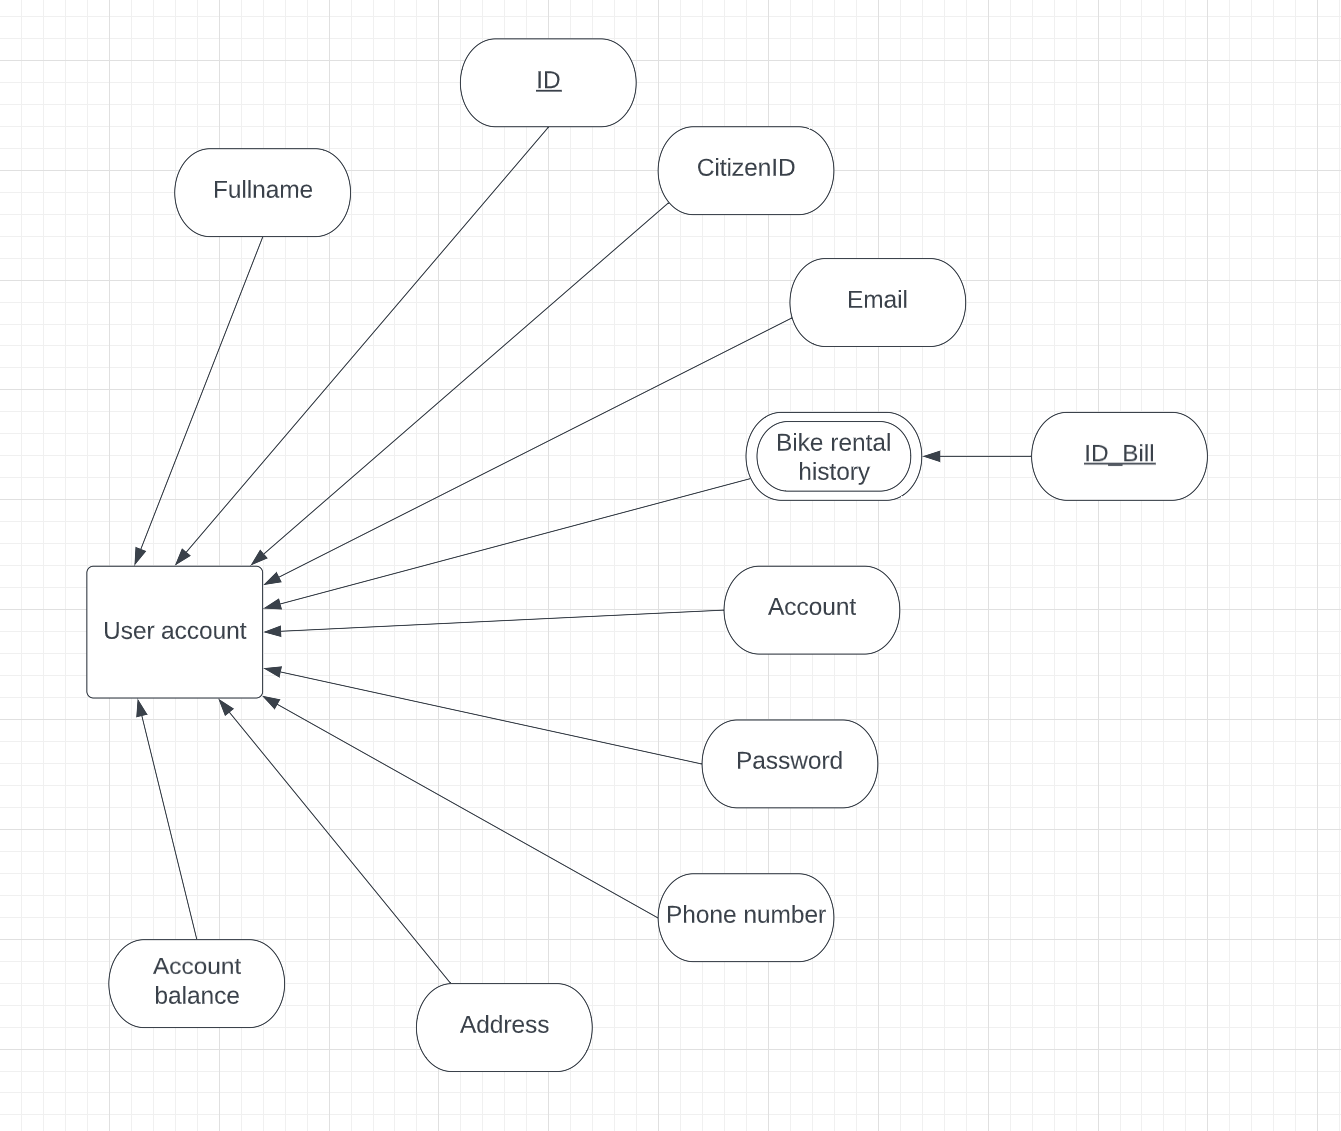 ID
CitizenID
Fullname
Email
Bike rental
history
ID_Bill
Account
User account
Password
Phone number
Account
balance
Address